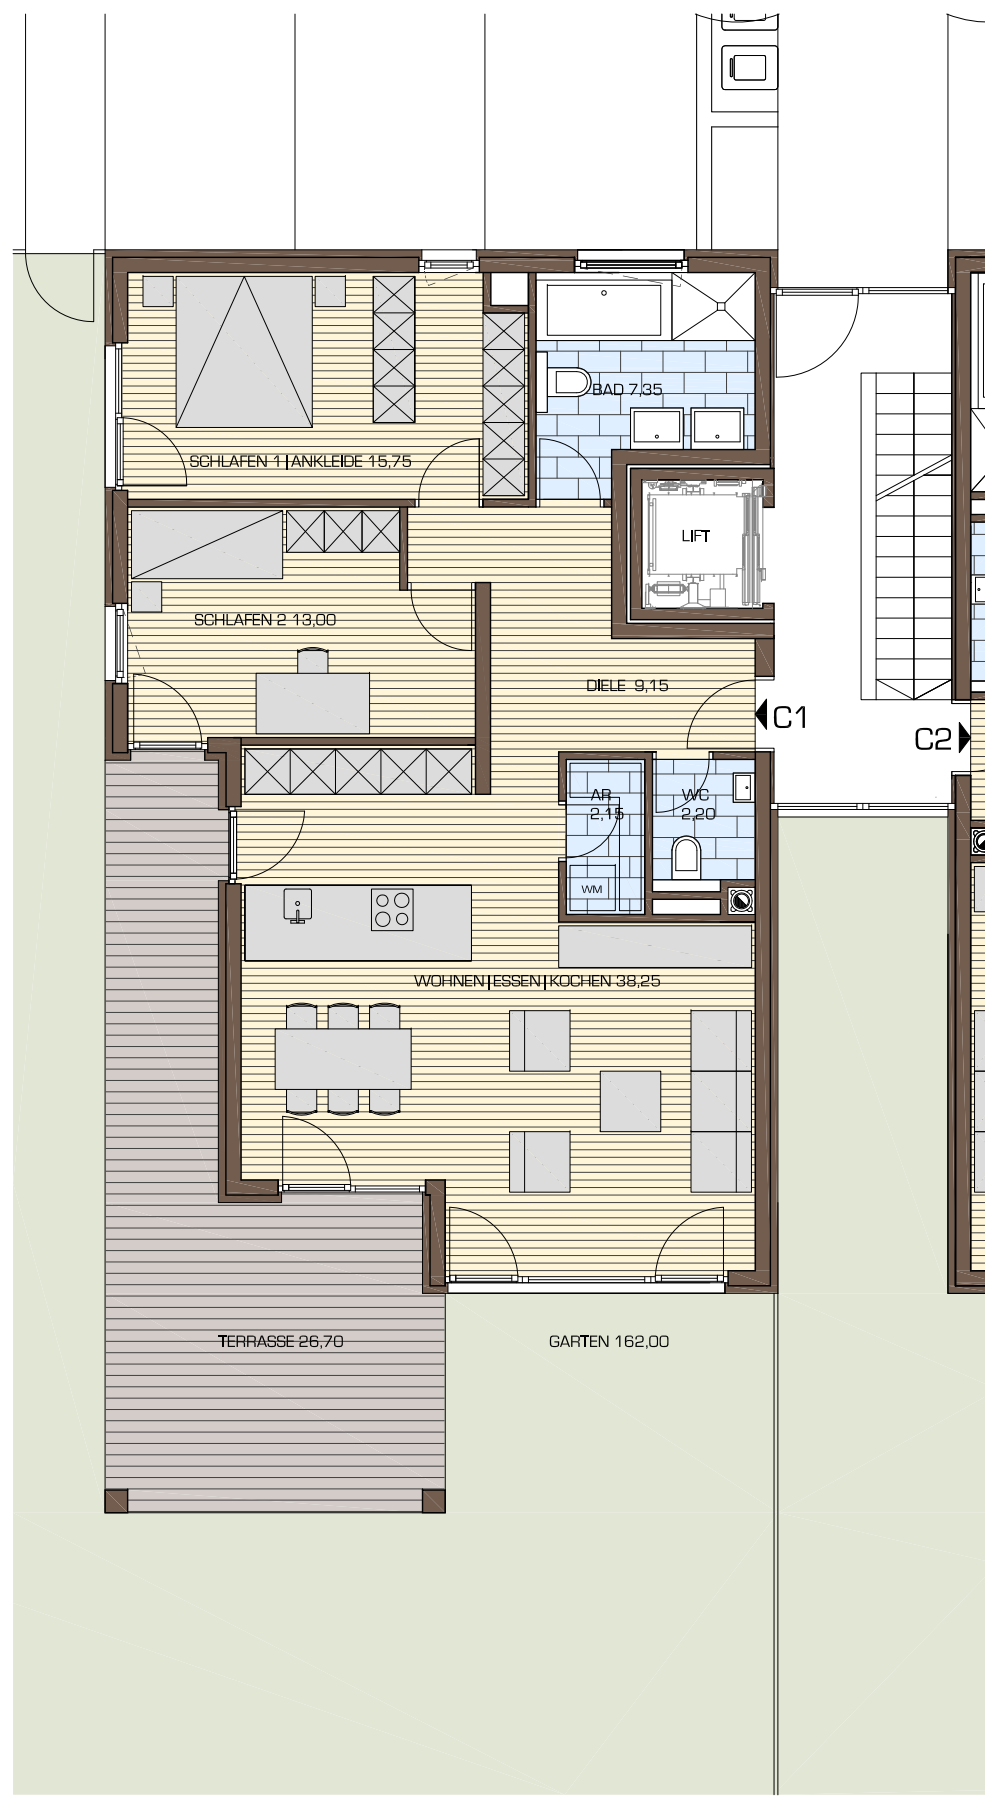 BAD 7,35
SCHLAFEN 1 | ANKLEIDE 15,75
LIFT
SCHLAFEN 2 13,00
DIELE 9,15
C1
C2
AR
2,15
WC
2,20
WM
WOHNEN | ESSEN | KOCHEN 38,25
TERRASSE 26,70
GARTEN 162,00